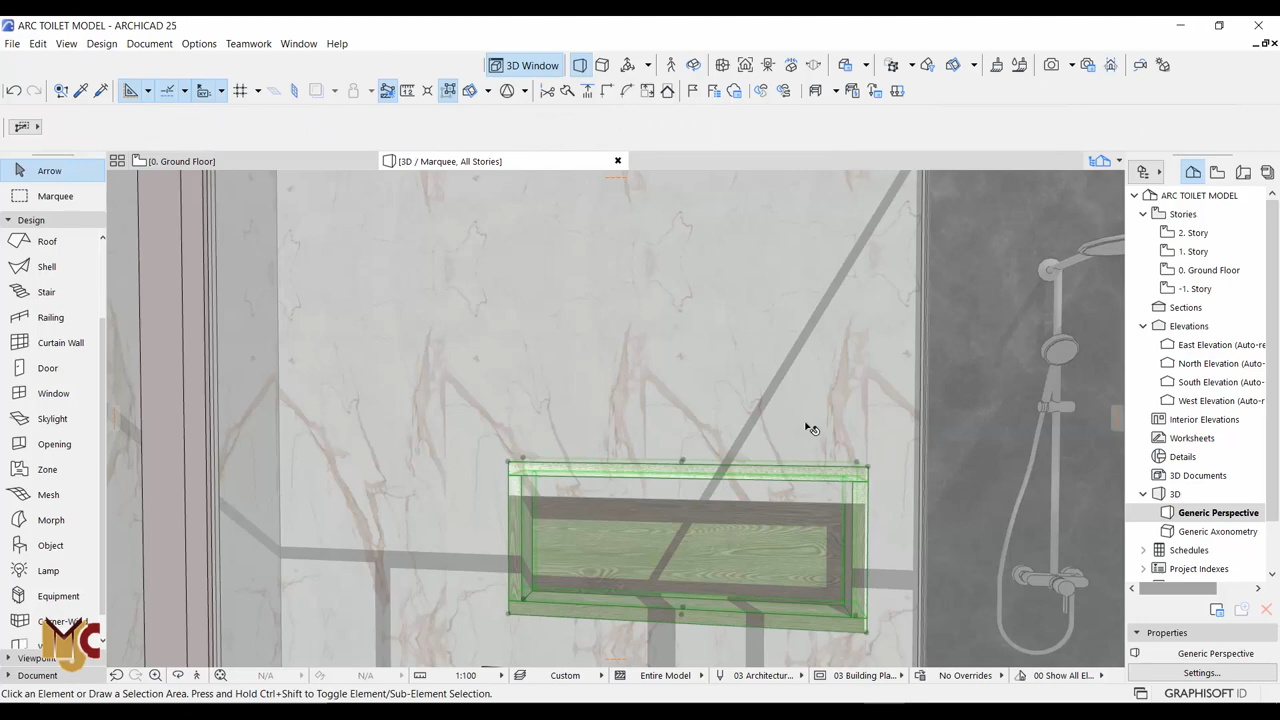 ARC TOILET MODEL - ARCHICAD 25
File Edit View Design Document Options Teamwork Window Help
3D Window
[0. Ground Floor] [3D / Marquee, All Stories]
Arrow
Marquee
Design
Roof
Shell
Stair
Railing
Curtain Wall
Door
Window
Skylight
Opening
Zone
Mesh
Morph
Object
Lamp
Equipment
Corner-Win
MJC
Viewpoint
Document
ARC TOILET MODEL
Stories
2. Story
1. Story
0. Ground Floor
-1. Story
Sections
Elevations
East Elevation (Auto-re
North Elevation (Auto-
South Elevation (Auto-
West Elevation (Auto-r
Interior Elevations
Worksheets
Details
3D Documents
3D
Generic Perspective
Generic Axonometry
Schedules
Project Indexes
Properties
Generic Perspective
Settings...
N/A N/A 1:100 Custom Entire Model 03 Architectur... 03 Building Pla... No Overrides 00 Show All El...
Click an Element or Draw a Selection Area. Press and Hold Ctrl+Shift to Toggle Element/Sub-Element Selection.
GRAPHISOFT ID